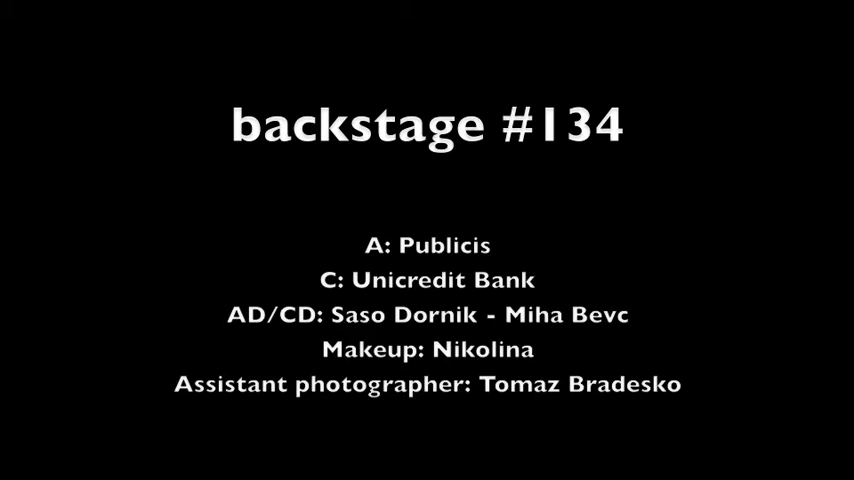 backstage #134
A: Publicis
C: Unicredit Bank
AD/CD: Saso Dornik - Miha Bevc
Makeup: Nikolina
Assistant photographer: Tomaz Bradesko